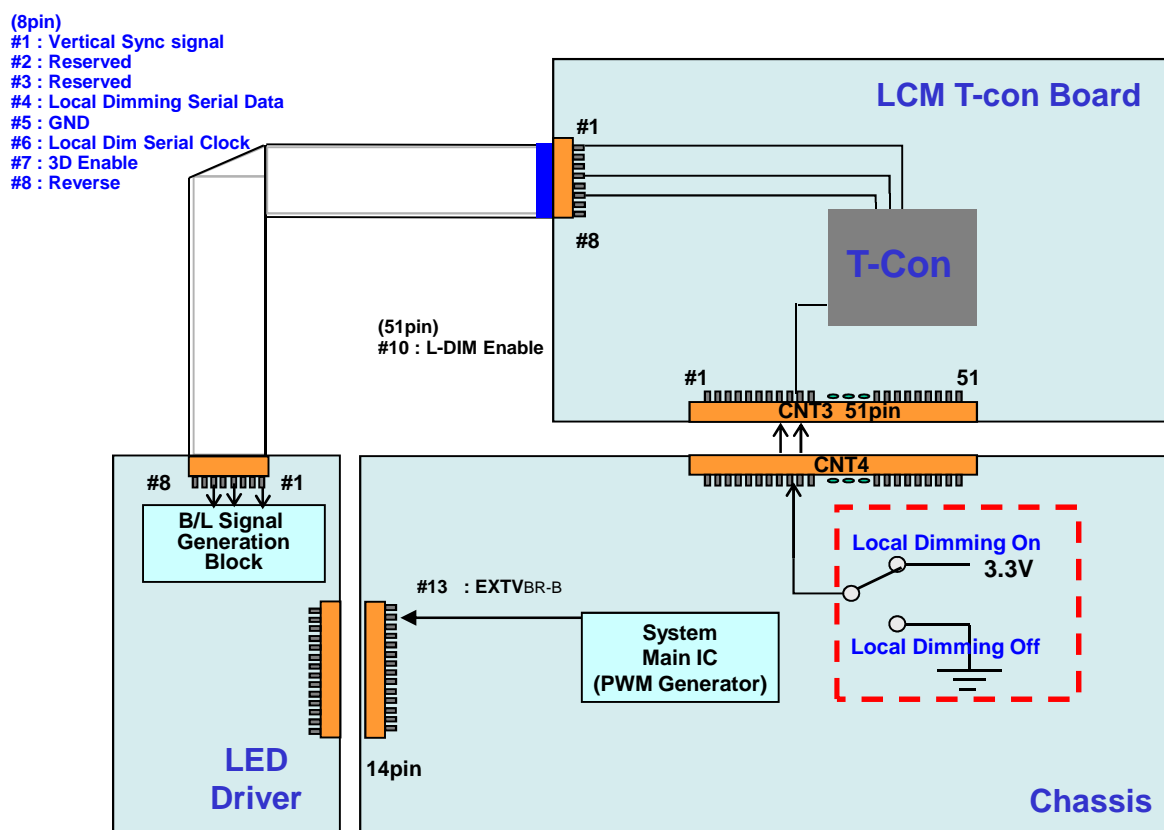 (8pin)
#1 : Vertical Sync signal
#2 : Reserved
#3 : Reserved
#4 : Local Dimming Serial Data
#5 : GND
#6 : Local Dim Serial Clock
#7 : 3D Enable
#8 : Reverse
LCM T-con Board
#1
#8
T-Con
(51pin)
#10 : L-DIM Enable
#1
51
CNT3 51pin
CNT4
#8
#1
B/L Signal
Generation
Block
Local Dimming On
3.3V
Local Dimming Off
#13 : EXTVBR-B
System
Main IC
(PWM Generator)
14pin
LED
Driver
Chassis